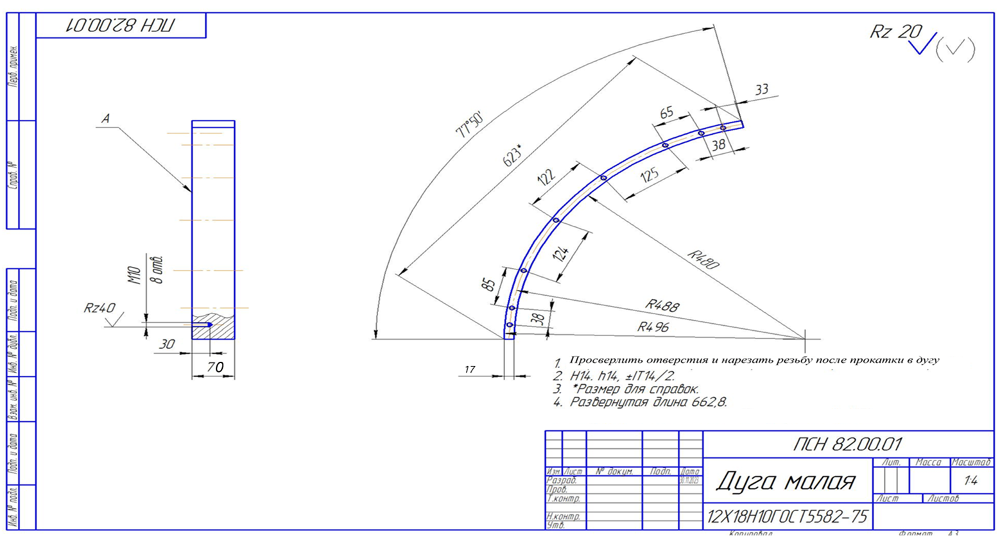 ПСН 82.00.01
Rz 20
Перв. примен.
Справ. №
Подп. и дата
Инв. № дубл.
Взам. инв. №
Подп. и дата
Инв. № подл.
А
М10
8 отв.
Rz40
30
70
77°50'
623*
33
65
38
122
125
124
85
38
R480
R488
R496
17
1. Просверлить отверстия и нарезать резьбу после прокатки в дугу
2. H14. h14, ±IT14/2.
3. *Размер для справок.
4. Развернутая длина 662,8.
ПСН 82.00.01
Лит. Масса Масштаб
Изм. Лист № докум. Подп. Дата
Разраб. 30.11.2023
Дуга малая
1:4
Пров.
Т.контр.
Лист Листов
Н.контр.
12Х18Н10ГОСТ5582-75
Утв.
Копировал Формат А3